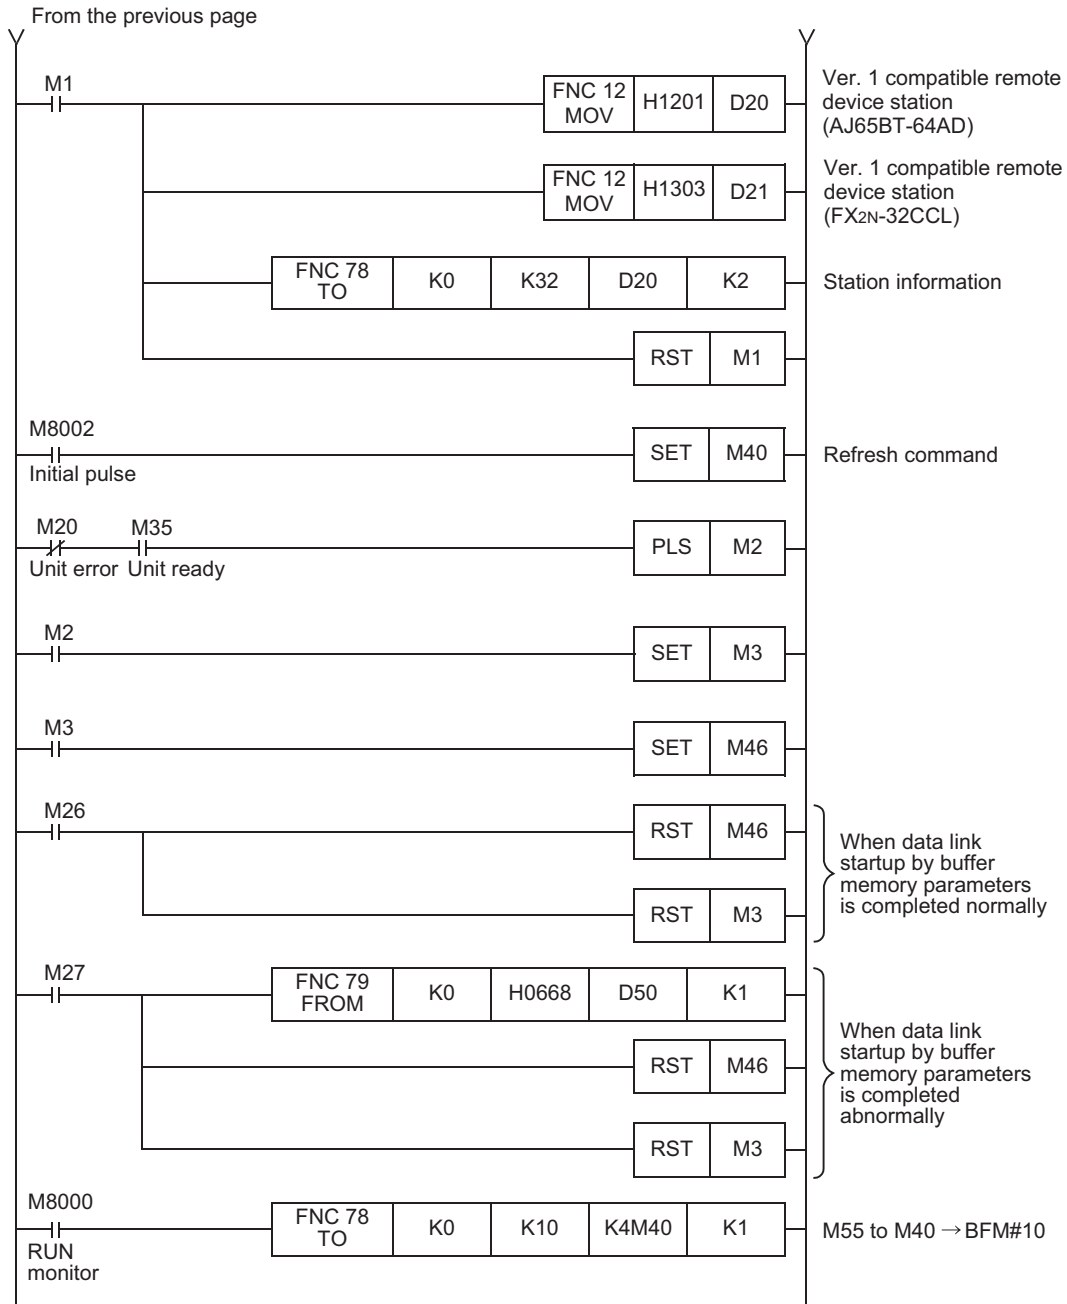 From the previous page
M1
FNC 12 MOV H1201 D20
Ver. 1 compatible remote
device station
(AJ65BT-64AD)
FNC 12 MOV H1303 D21
Ver. 1 compatible remote
device station
(FX2N-32CCL)
FNC 78 TO K0 K32 D20 K2
Station information
RST M1
M8002
Initial pulse
SET M40
Refresh command
M20 M35
Unit error Unit ready
PLS M2
M2
SET M3
M3
SET M46
M26
RST M46
RST M3
When data link
startup by buffer
memory parameters
is completed normally
M27
FNC 79 FROM K0 H0668 D50 K1
RST M46
RST M3
When data link
startup by buffer
memory parameters
is completed
abnormally
M8000
RUN
monitor
FNC 78 TO K0 K10 K4M40 K1
M55 to M40 → BFM#10